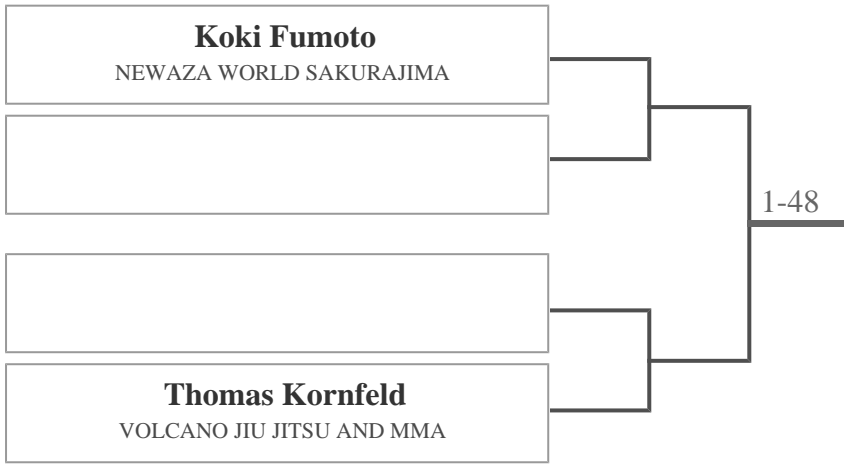 Koki Fumoto
NEWAZA WORLD SAKURAJIMA
1-48
Thomas Kornfeld
VOLCANO JIU JITSU AND MMA